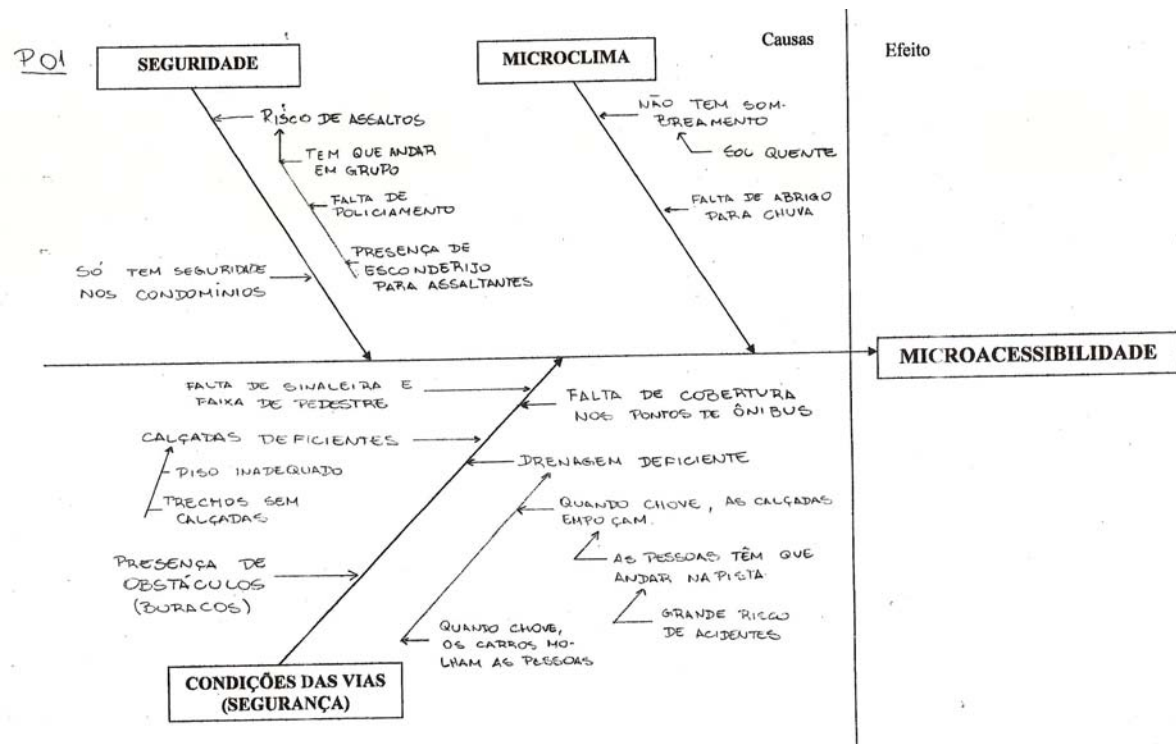 P01
SEGURIDADE
MICROCLIMA
Causas
Efeito
RISCO DE ASSALTOS
TEM QUE ANDAR
EM GRUPO
FALTA DE
POLICIAMENTO
PRESENÇA DE
ESCONDERIJO
PARA ASSALTANTES
SÓ TEM SEGURIDADE
NOS CONDOMÍNIOS
NÃO TEM SOM-
BREAMENTO
SOL QUENTE
FALTA DE ABRIGO
PARA CHUVA
MICROACESSIBILIDADE
FALTA DE SINALEIRA E
FAIXA DE PEDESTRE
CALÇADAS DEFICIENTES
PISO INADEQUADO
TRECHOS SEM
CALÇADAS
PRESENÇA DE
OBSTÁCULOS
(BURACOS)
FALTA DE COBERTURA
NOS PONTOS DE ÔNIBUS
DRENAGEM DEFICIENTE
QUANDO CHOVE, AS CALÇADAS
EMPOÇAM.
AS PESSOAS TÊM QUE
ANDAR NA PISTA.
GRANDE RISCO
DE ACIDENTES
QUANDO CHOVE,
OS CARROS MO-
LHAM AS PESSOAS
CONDIÇÕES DAS VIAS
(SEGURANÇA)